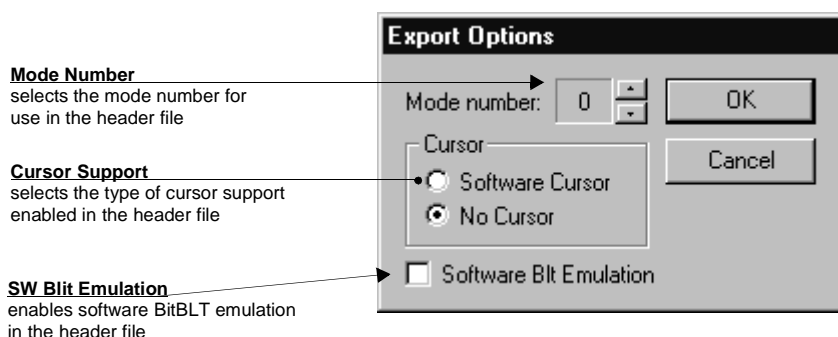 Export Options
Mode Number
selects the mode number for
use in the header file
Mode number: 0 OK
Cursor Support
selects the type of cursor support
enabled in the header file
Cursor
Cancel
Software Cursor
No Cursor
SW Blit Emulation
enables software BitBLT emulation
in the header file
Software Blt Emulation